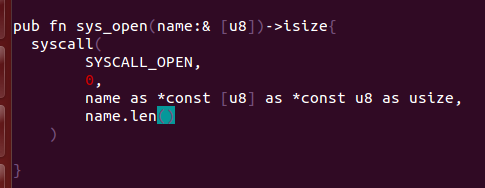 pub fn sys_open(name:& [u8])->isize{
  syscall(
        SYSCALL_OPEN,
        0,
        name as *const [u8] as *const u8 as usize,
        name.len()
    )

}